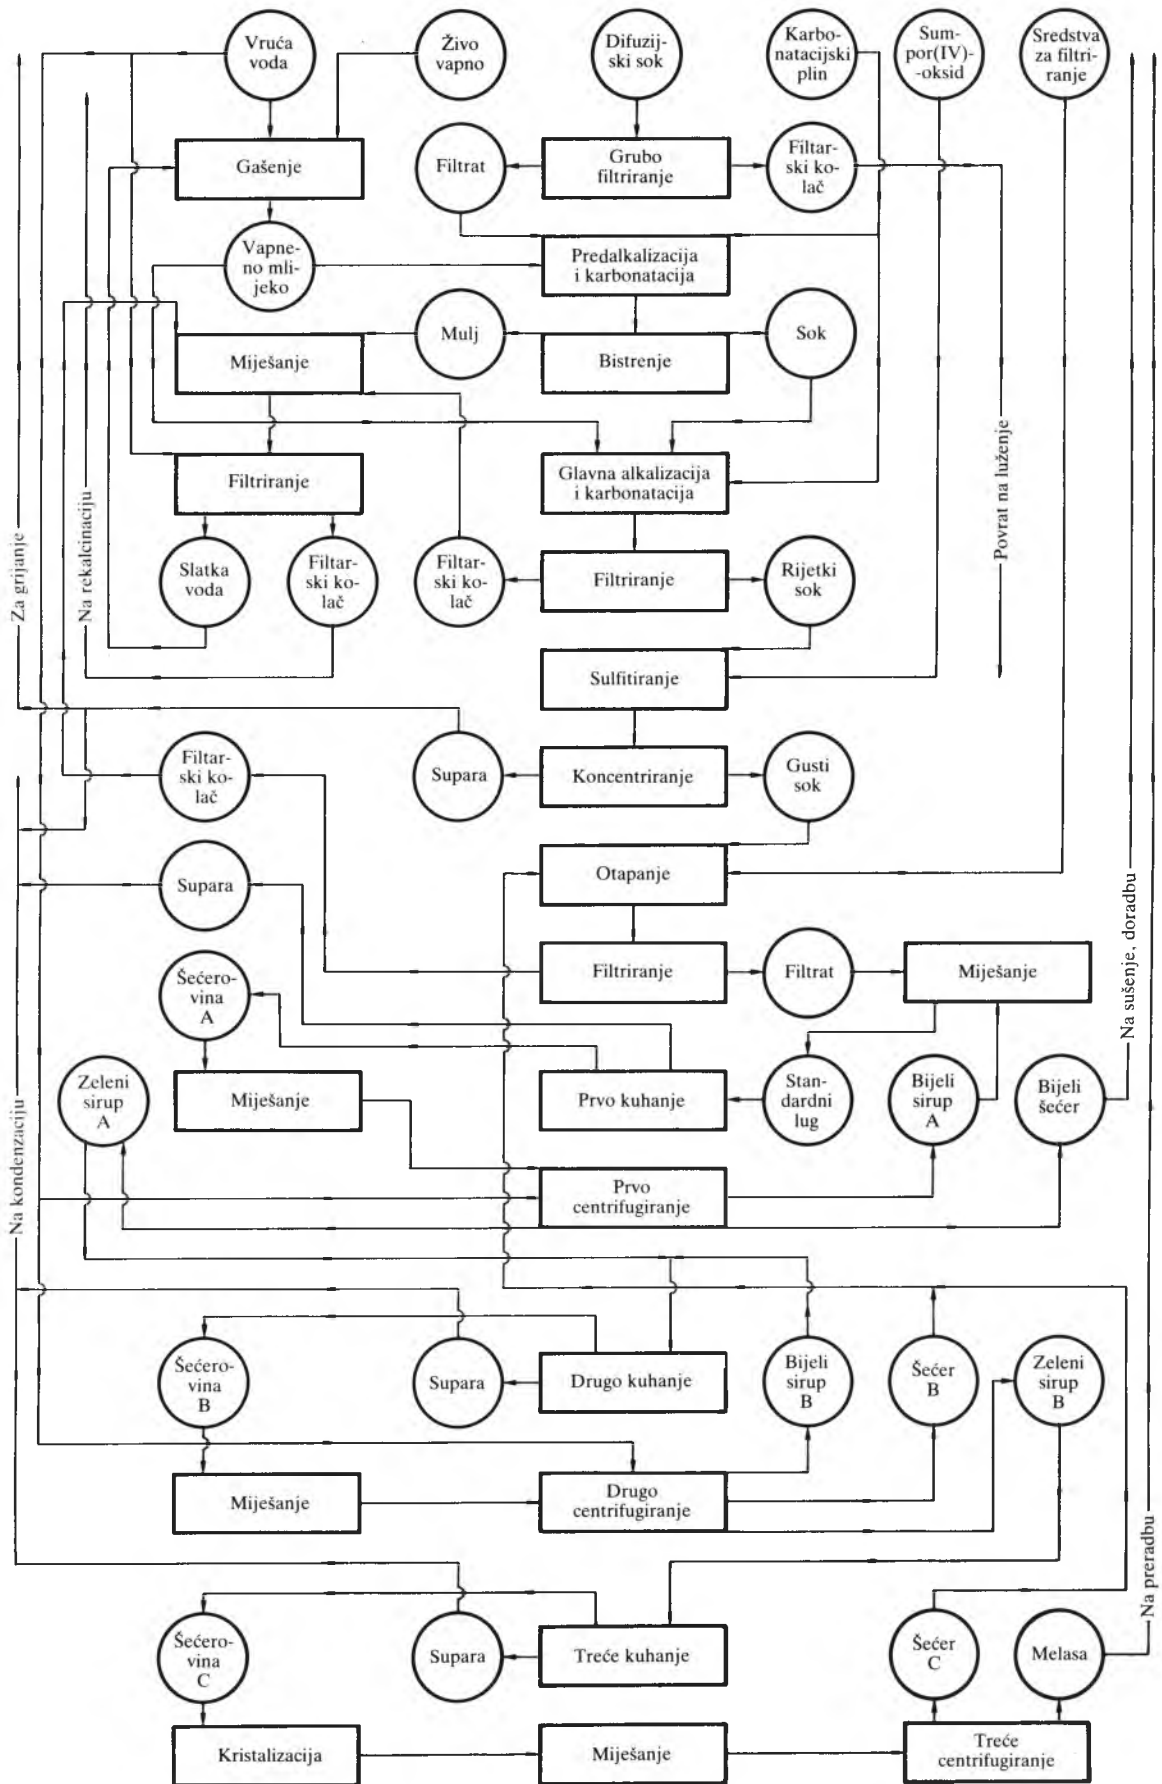 Vruća
voda
Živo
vapno
Difuzij-
ski sok
Karbo-
natacijski
plin
Sum-
por(IV)-
-oksid
Sredstva
za filtri-
ranje
Gašenje
Filtrat
Grubo
filtriranje
Filtar-
ski ko-
lač
Vapne-
no mli-
jeko
Predalkalizacija
i karbonatacija
Miješanje
Mulj
Bistrenje
Sok
Filtriranje
Glavna alkalizacija
i karbonatacija
Povrat na luženje
Za grijanje
Na rekalcinaciju
Slatka
voda
Filtar-
ski ko-
lač
Filtar-
ski ko-
lač
Filtriranje
Rijetki
sok
Sulfitiranje
Filtar-
ski ko-
lač
Supara
Koncentriranje
Gusti
sok
Supara
Otapanje
Šećero-
vina
A
Filtriranje
Filtrat
Miješanje
Na sušenje, doradbu
Zeleni
sirup
A
Miješanje
Prvo kuhanje
Stan-
dardni
lug
Bijeli
sirup
A
Bijeli
šećer
Na kondenzaciju
Prvo
centrifugiranje
Šećero-
vina
B
Supara
Drugo kuhanje
Bijeli
sirup
B
Šećer
B
Zeleni
sirup
B
Miješanje
Drugo
centrifugiranje
Na preradbu
Šećero-
vina
C
Supara
Treće kuhanje
Šećer
C
Melasa
Kristalizacija
Miješanje
Treće
centrifugiranje